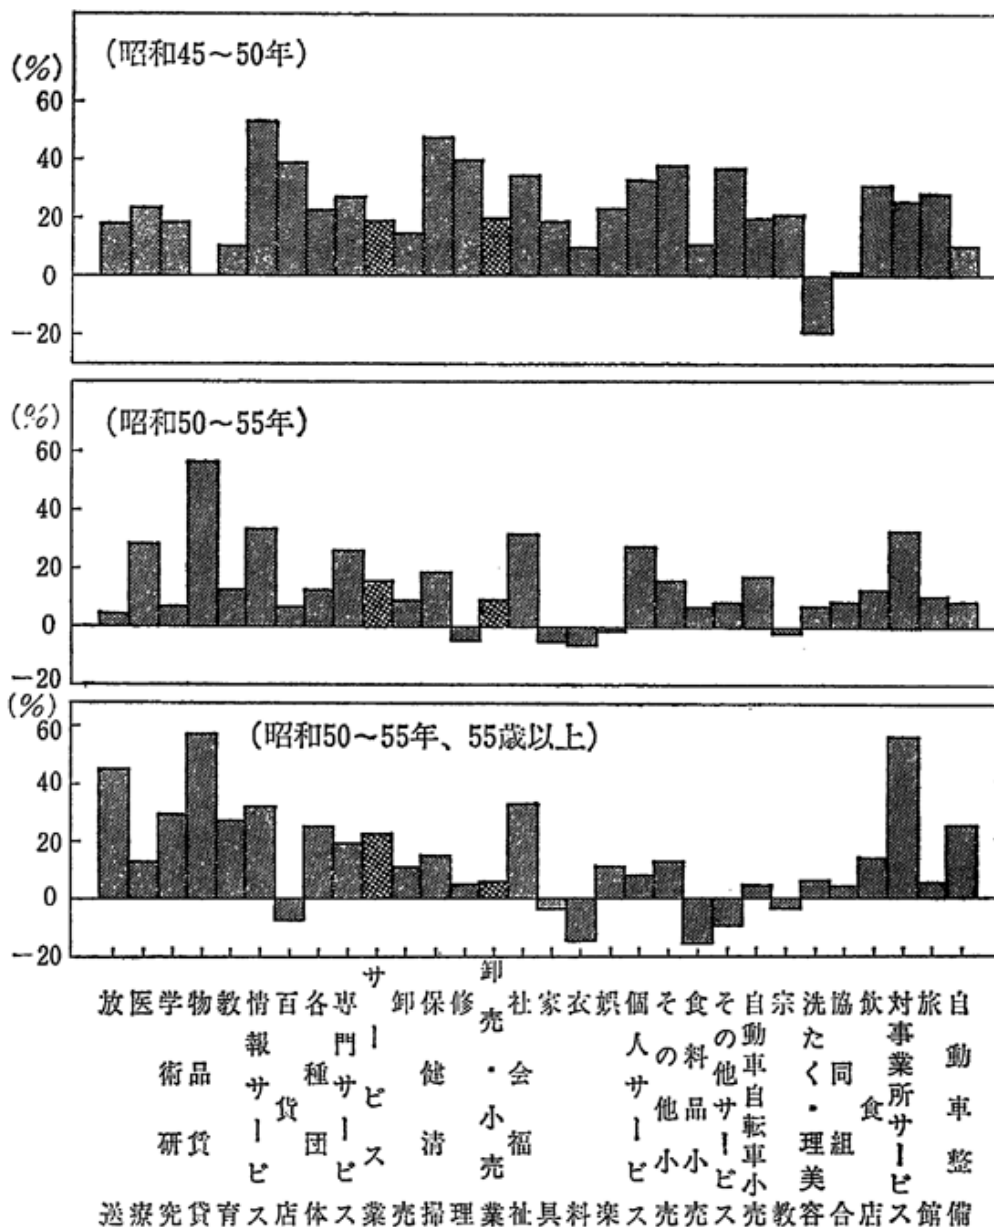 (昭和45～50年)
(%)
60
40
20
0
−20
(昭和50～55年)
(%)
60
40
20
0
−20
(昭和50～55年、55歳以上)
(%)
60
40
20
0
−20
放送
医療
学術研究
物品賃貸
教育
情報サービス
百貨店
各種団体
専門サービス
サービス業
卸売
保健清掃
修理
卸売・小売業
社会福祉
家具
衣料
娯楽
個人サービス
その他小売
食料品小売
その他サービス
自動車自転車小売
宗教
洗たく・理美容
協同組合
飲食店
対事業所サービス
旅館
自動車整備